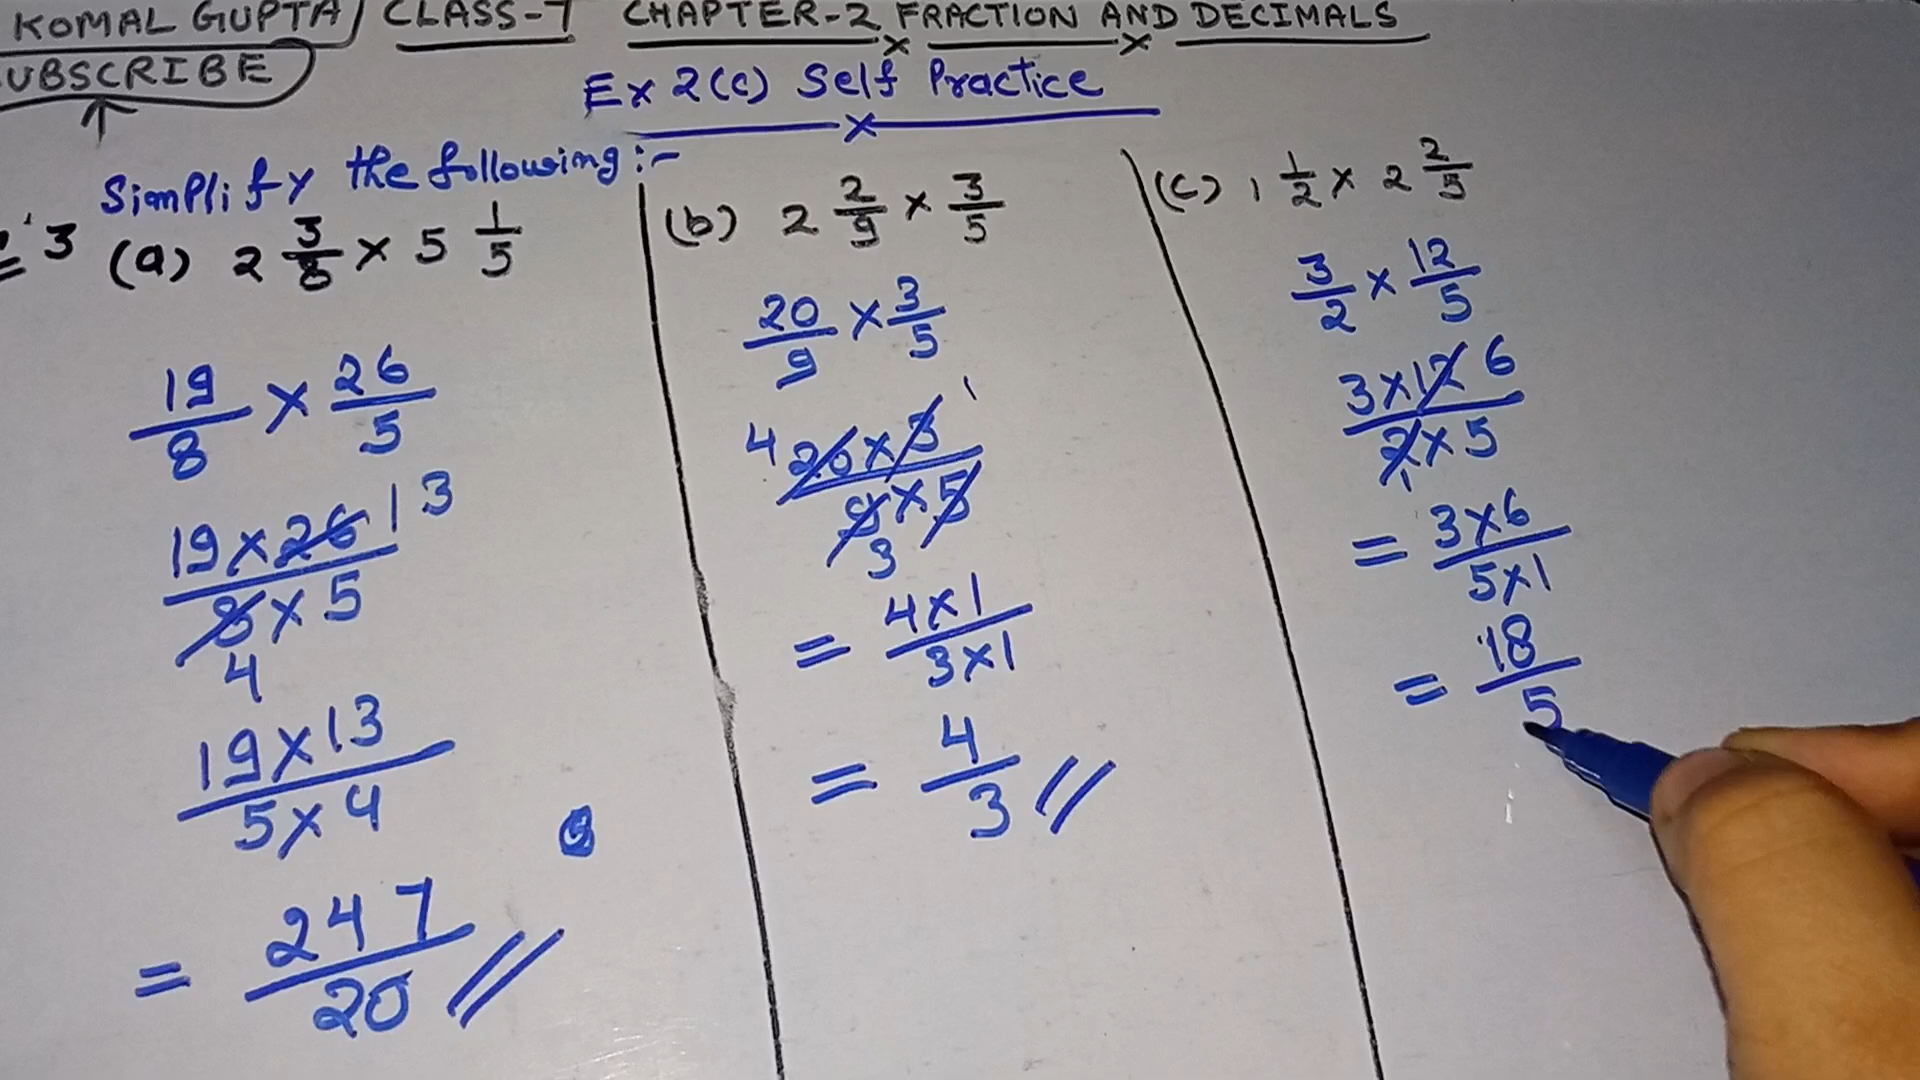 KOMAL GUPTA CLASS-7 CHAPTER-2 FRACTION AND DECIMALS
UBSCRIBE
Ex 2(c) Self Practice
Simplify the following:-
3 (a) 2 3/8 × 5 1/5
19/8 × 26/5
19×26 13
8×5
4
19×13
5×4
= 247/20 //
(b) 2 2/9 × 3/5
20/9 × 3/5
4 20×3 1
9×5
3
= 4×1
3×1
= 4/3 //
(c) 1 1/2 × 2 2/5
3/2 × 12/5
3×12 6
2×5
1
= 3×6
5×1
= 18/5